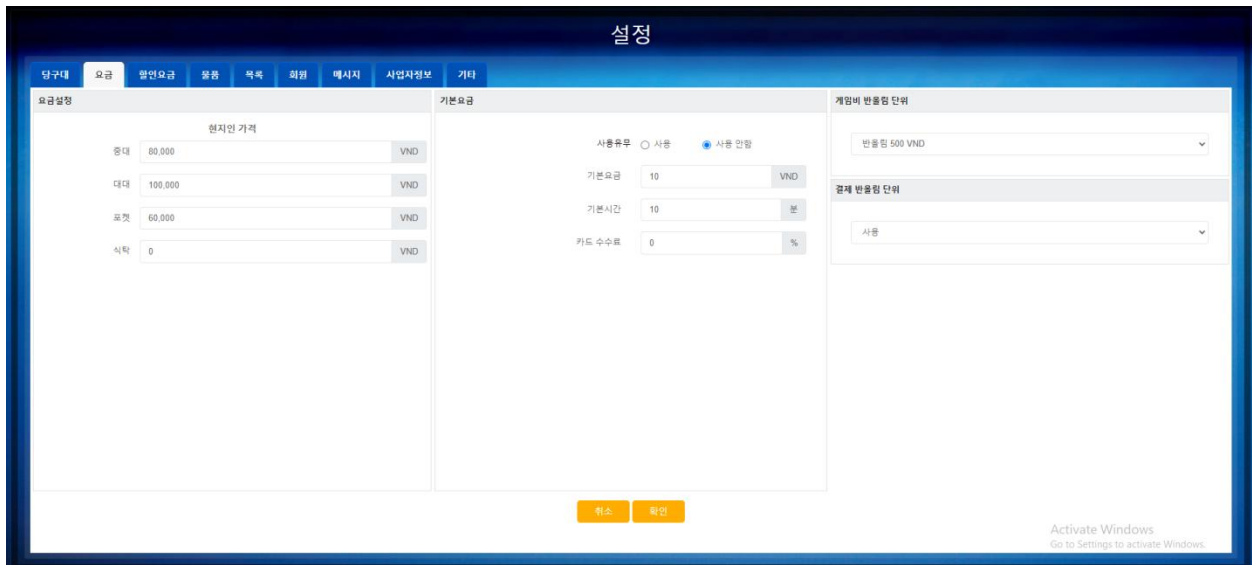 설정
당구대 요금 할인요금 물품 목록 회원 메시지 사업자정보 기타
요금설정
현지인 가격
중대 80,000 VND
대대 100,000 VND
포켓 60,000 VND
식탁 0 VND
기본요금
사용유무 사용 사용 안함
기본요금 10 VND
기본시간 10 분
카드 수수료 0 %
게임비 반올림 단위
반올림 500 VND
결제 반올림 단위
사용
취소 확인
Activate Windows
Go to Settings to activate Windows.